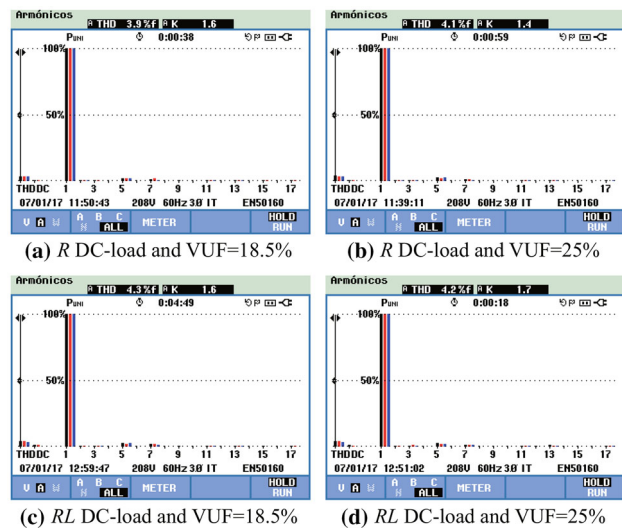 Armónicos
A THD 3.9%f A K 1.6
PUNI 0:00:38
100%
50%
THDDC 1 3 5 7 9 11 13 15 17
07/01/17 11:50:43 208V 60Hz 3Ø IT EN50160
V A W A B C N ALL METER HOLD RUN
(a) R DC-load and VUF=18.5%
Armónicos
A THD 4.1%f A K 1.4
PUNI 0:00:59
100%
50%
THDDC 1 3 5 7 9 11 13 15 17
07/01/17 11:39:11 208V 60Hz 3Ø IT EN50160
V A W A B C N ALL METER HOLD RUN
(b) R DC-load and VUF=25%
Armónicos
A THD 4.3%f A K 1.6
PUNI 0:04:49
100%
50%
THDDC 1 3 5 7 9 11 13 15 17
07/01/17 12:59:47 208V 60Hz 3Ø IT EN50160
V A W A B C N ALL METER HOLD RUN
(c) RL DC-load and VUF=18.5%
Armónicos
A THD 4.2%f A K 1.7
PUNI 0:00:18
100%
50%
THDDC 1 3 5 7 9 11 13 15 17
07/01/17 12:51:02 208V 60Hz 3Ø IT EN50160
V A W A B C N ALL METER HOLD RUN
(d) RL DC-load and VUF=25%